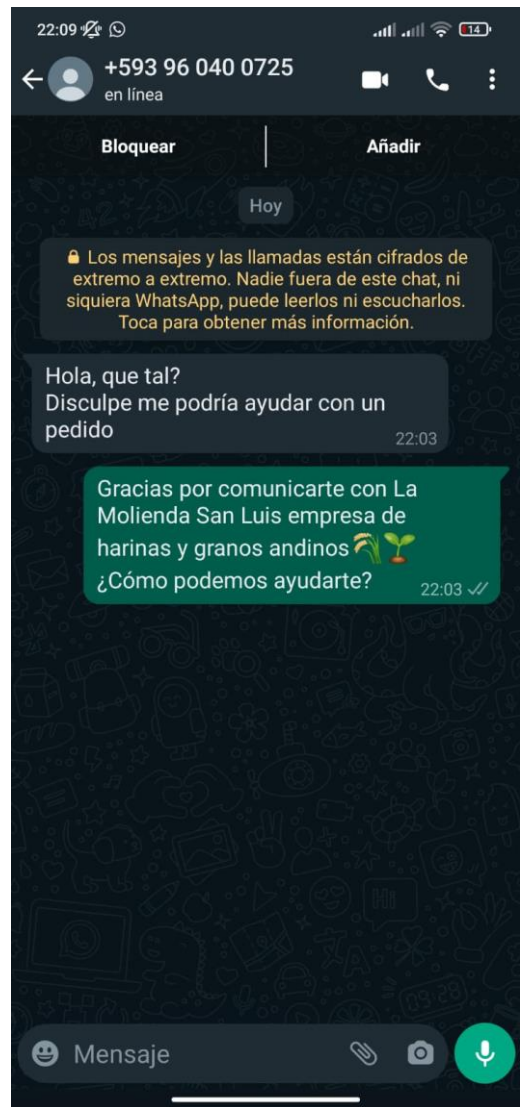 22:09
14
+593 96 040 0725
en línea
Bloquear
Añadir
Hoy
Los mensajes y las llamadas están cifrados de
extremo a extremo. Nadie fuera de este chat, ni
siquiera WhatsApp, puede leerlos ni escucharlos.
Toca para obtener más información.
Hola, que tal?
Disculpe me podría ayudar con un
pedido
22:03
Gracias por comunicarte con La
Molienda San Luis empresa de
harinas y granos andinos🌾🌱
¿Cómo podemos ayudarte?
22:03
Mensaje